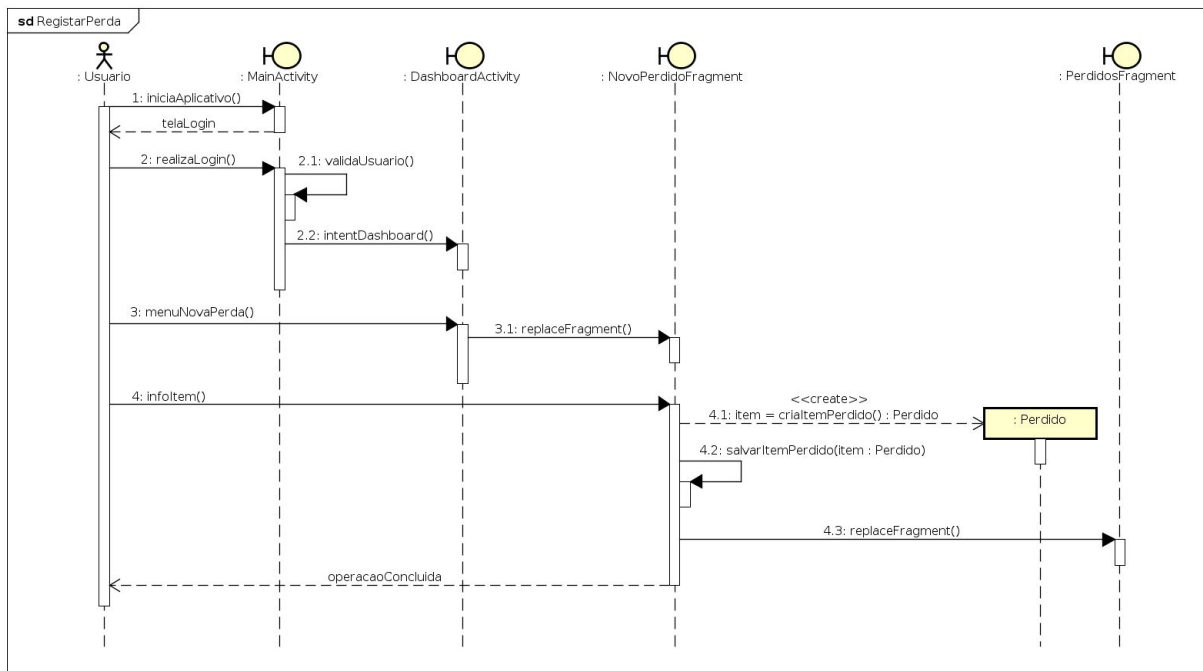 sd RegistarPerda
: Usuario
: MainActivity
: DashboardActivity
: NovoPerdidoFragment
: PerdidosFragment
1: iniciaAplicativo()
telaLogin
2: realizaLogin()
2.1: validaUsuario()
2.2: intentDashboard()
3: menuNovaPerda()
3.1: replaceFragment()
4: infoItem()
<<create>>
4.1: item = criaItemPerdido() : Perdido
: Perdido
4.2: salvarItemPerdido(item : Perdido)
4.3: replaceFragment()
operacaoConcluida